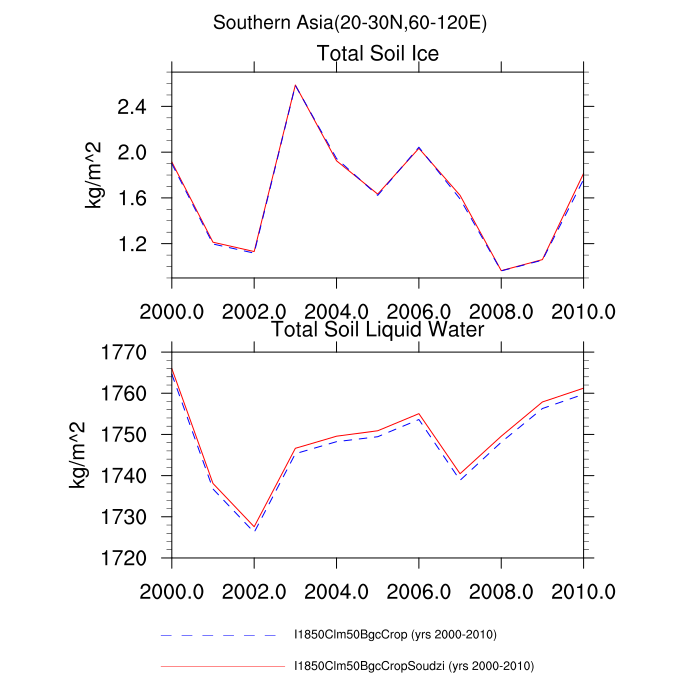 Southern Asia(20-30N,60-120E)
Total Soil Ice
2.4
2.0
1.6
1.2
kg/m^2
2000.0 2002.0 2004.0 2006.0 2008.0 2010.0
Total Soil Liquid Water
1770
1760
1750
1740
1730
1720
kg/m^2
2000.0 2002.0 2004.0 2006.0 2008.0 2010.0
I1850Clm50BgcCrop (yrs 2000-2010)
I1850Clm50BgcCropSoudzi (yrs 2000-2010)